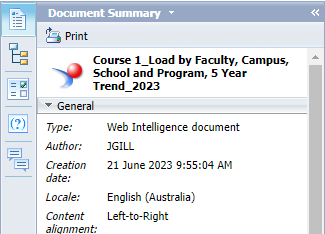 Document Summary
Print
Course 1_Load by Faculty, Campus,
School and Program, 5 Year
Trend_2023
General
Type: Web Intelligence document
Author: JGILL
Creation date: 21 June 2023 9:55:04 AM
Locale: English (Australia)
Content alignment: Left-to-Right